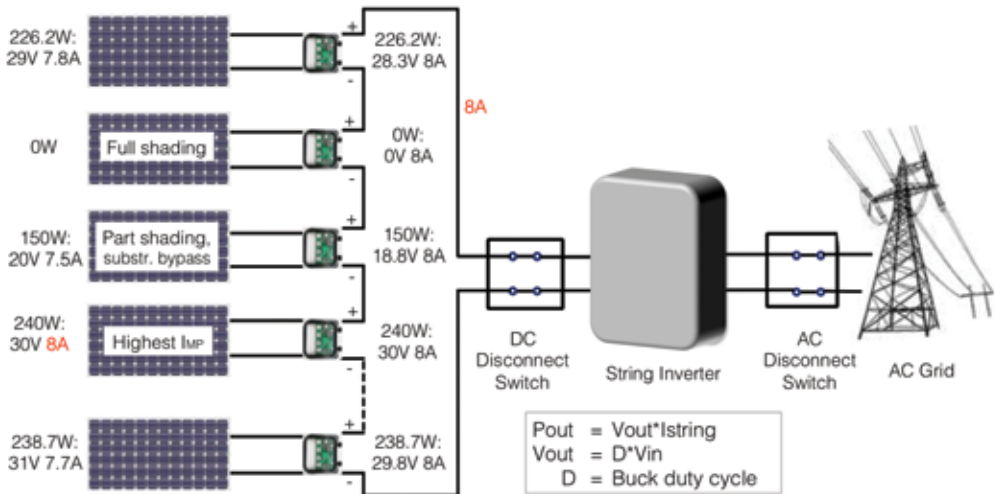 226.2W:
29V 7.8A
+
-
226.2W:
28.3V 8A
8A
0W
Full shading
+
-
0W:
0V 8A
150W:
20V 7.5A
Part shading,
substr. bypass
+
-
150W:
18.8V 8A
240W:
30V 8A
Highest IMP
+
-
240W:
30V 8A
238.7W:
31V 7.7A
+
-
238.7W:
29.8V 8A
DC
Disconnect
Switch
String Inverter
AC
Disconnect
Switch
AC Grid
Pout = Vout*Istring
Vout = D*Vin
D = Buck duty cycle